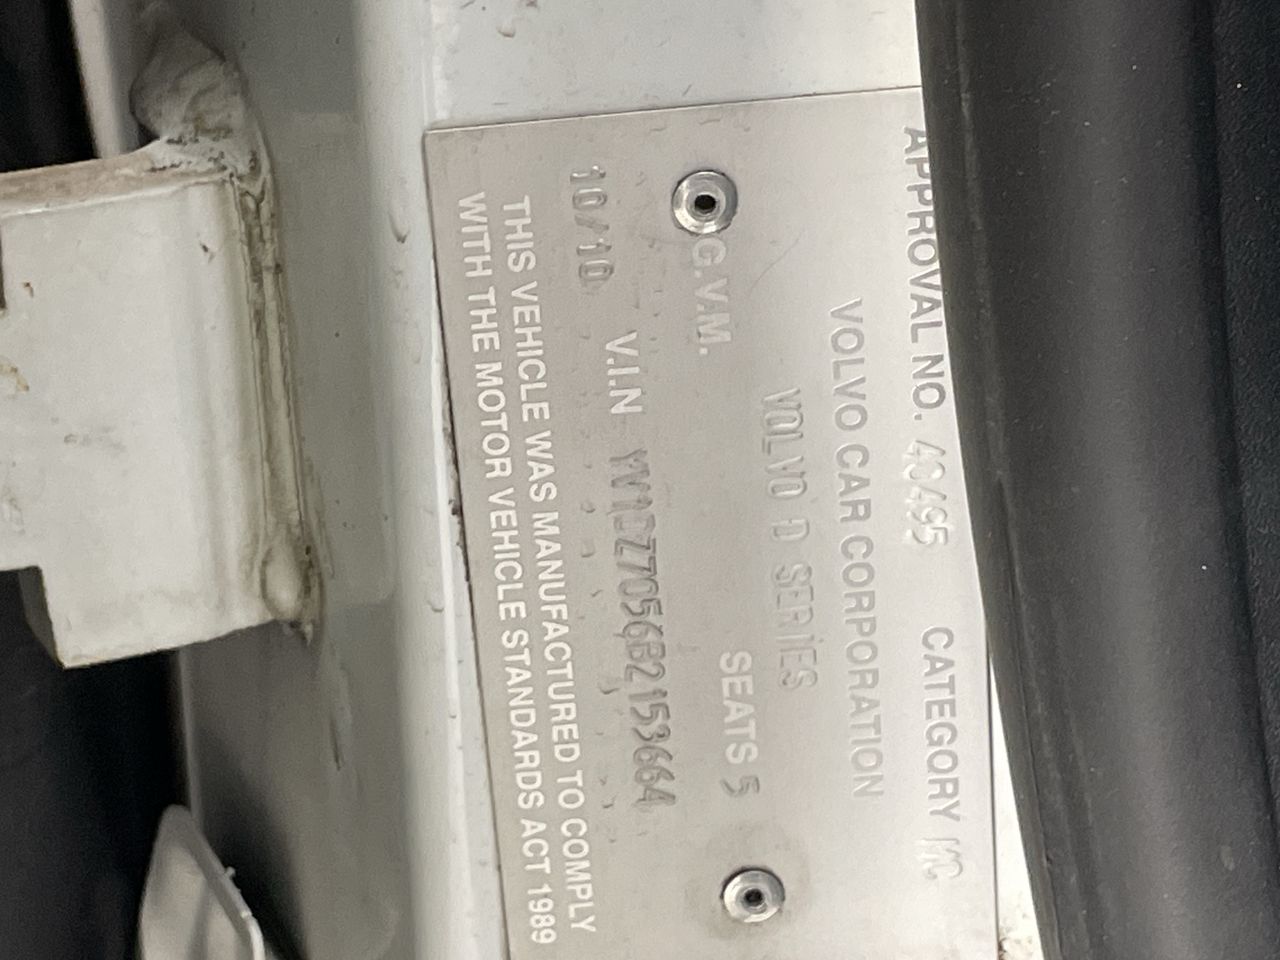 APPROVAL NO. 40495 CATEGORY MC
VOLVO CAR CORPORATION
VOLVO D SERIES
G.V.M. SEATS 5
V.I.N YV1DZ7056B2153664
10/10
THIS VEHICLE WAS MANUFACTURED TO COMPLY
WITH THE MOTOR VEHICLE STANDARDS ACT 1989